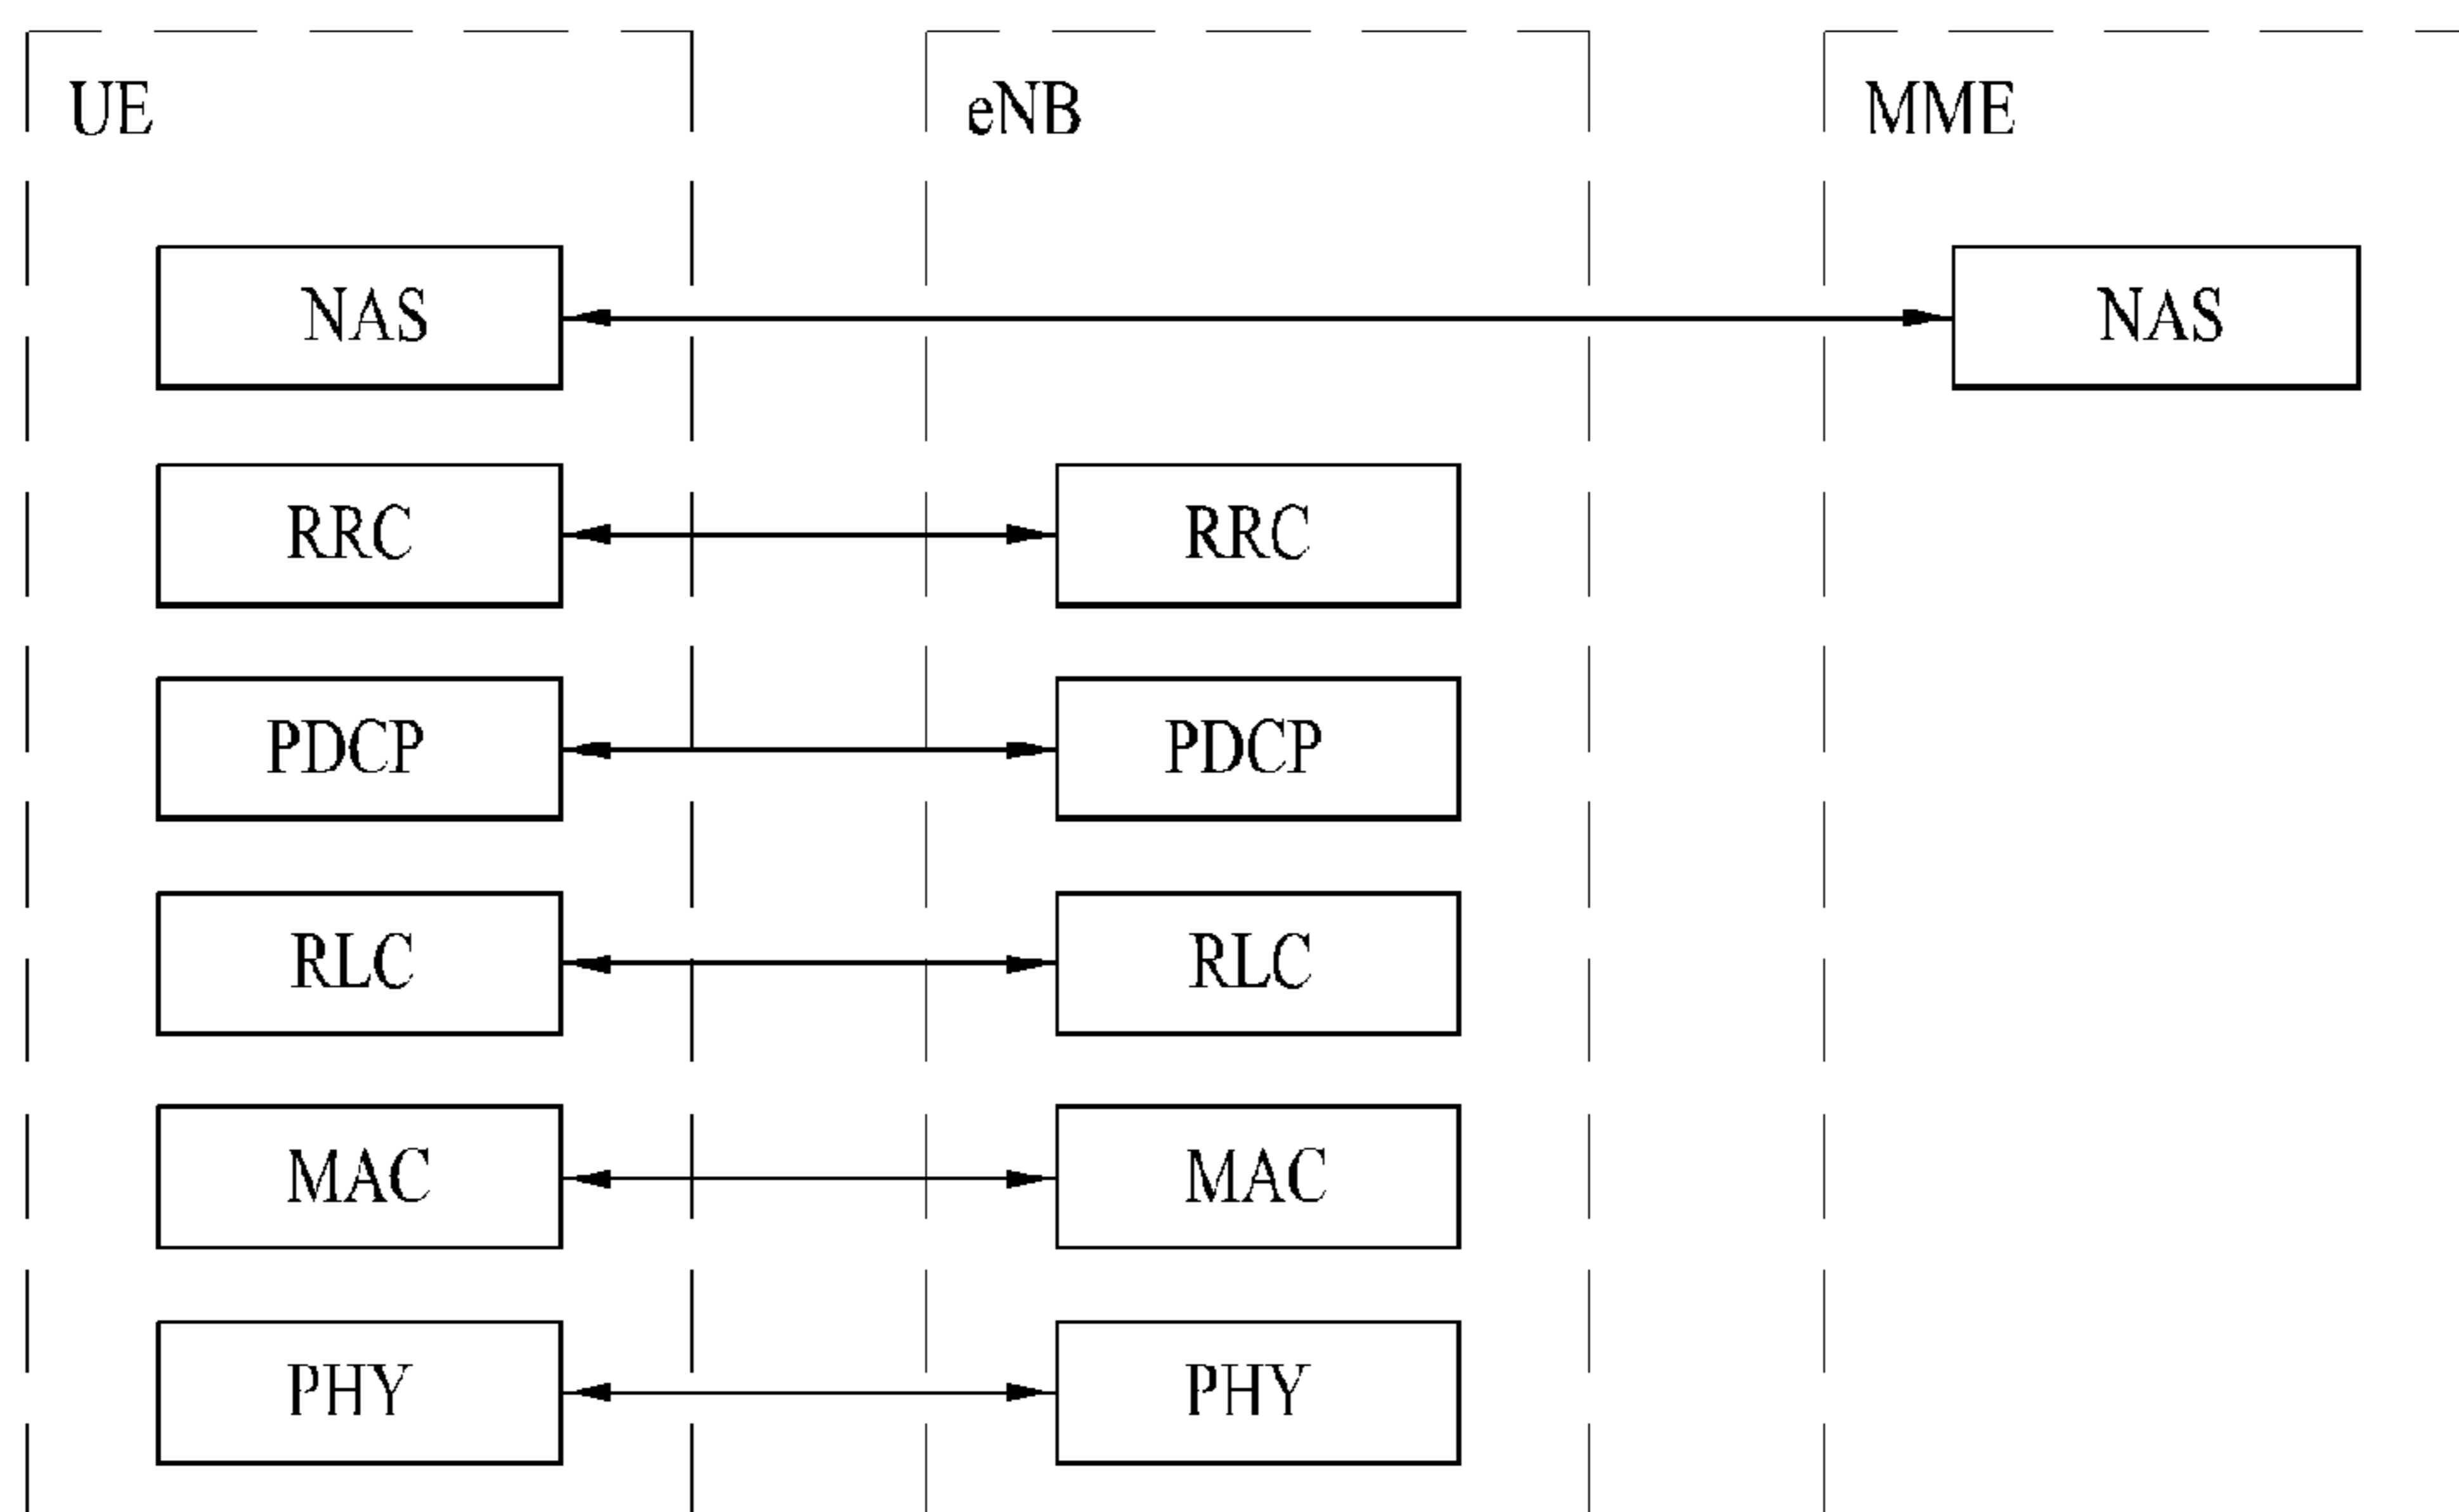 UE eNB MME
NAS NAS
RRC RRC
PDCP PDCP
RLC RLC
MAC MAC
PHY PHY